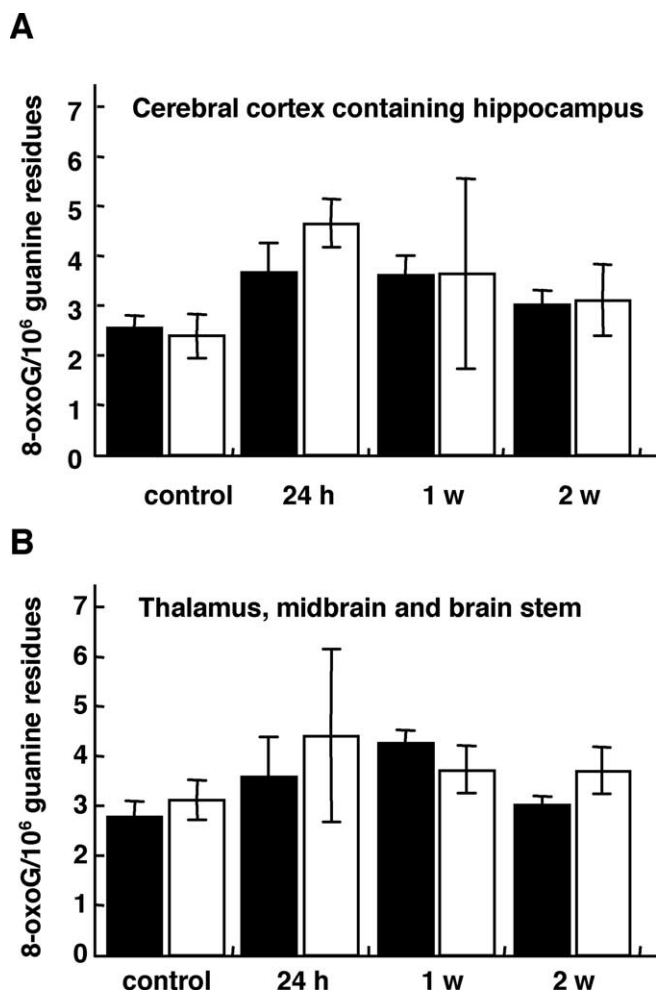 A
Cerebral cortex containing hippocampus
8-oxoG/10⁶ guanine residues
7
6
5
4
3
2
1
0
control 24 h 1 w 2 w
B
Thalamus, midbrain and brain stem
8-oxoG/10⁶ guanine residues
7
6
5
4
3
2
1
0
control 24 h 1 w 2 w